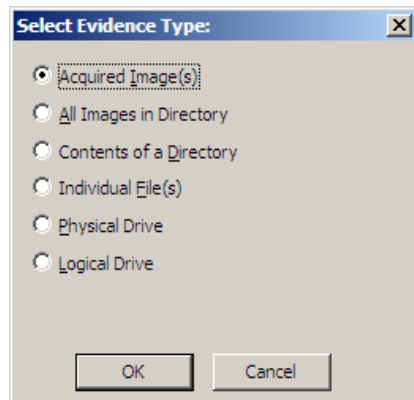 Select Evidence Type:
Acquired Image(s)
All Images in Directory
Contents of a Directory
Individual File(s)
Physical Drive
Logical Drive
OK Cancel